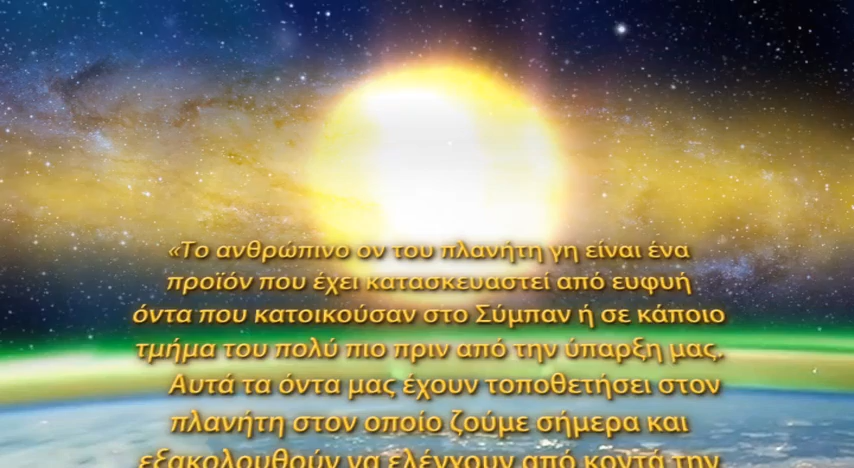 «Το ανθρώπινο ον του πλανήτη γη είναι ένα
προϊόν που έχει κατασκευαστεί από ευφυή
όντα που κατοικούσαν στο Σύμπαν ή σε κάποιο
τμήμα του πολύ πιο πριν από την ύπαρξη μας.
Αυτά τα όντα μας έχουν τοποθετήσει στον
πλανήτη στον οποίο ζούμε σήμερα και
εξακολουθούν να ελέγχουν από κοντά την